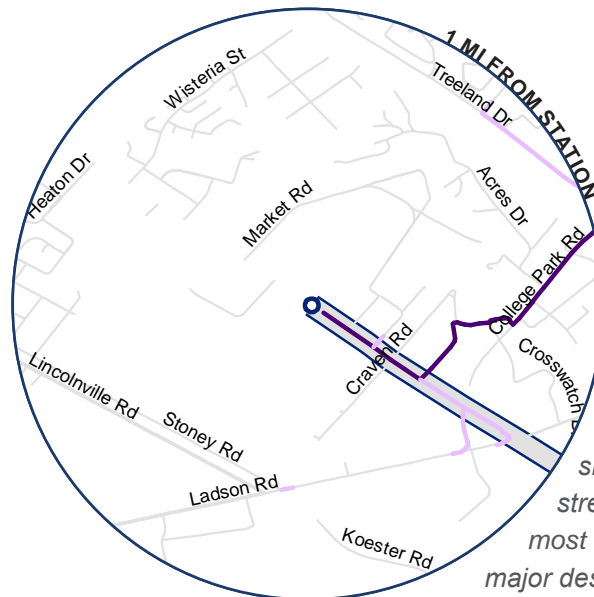 1 MI FROM STATION
Wisteria St
Treeland Dr
Heaton Dr
Acres Dr
Market Rd
College Park Rd
Craven Rd
Crosswatch
Lincolnville Rd
Stoney Rd
Ladson Rd
Koester Rd
stre
most
major des